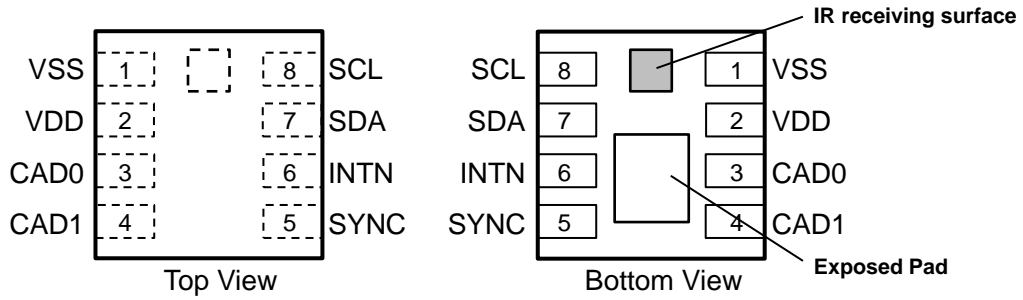 IR receiving surface
VSS 1 8 SCL SCL 8 1 VSS
VDD 2 7 SDA SDA 7 2 VDD
CAD0 3 6 INTN INTN 6 3 CAD0
CAD1 4 5 SYNC SYNC 5 4 CAD1
Exposed Pad
Top View Bottom View